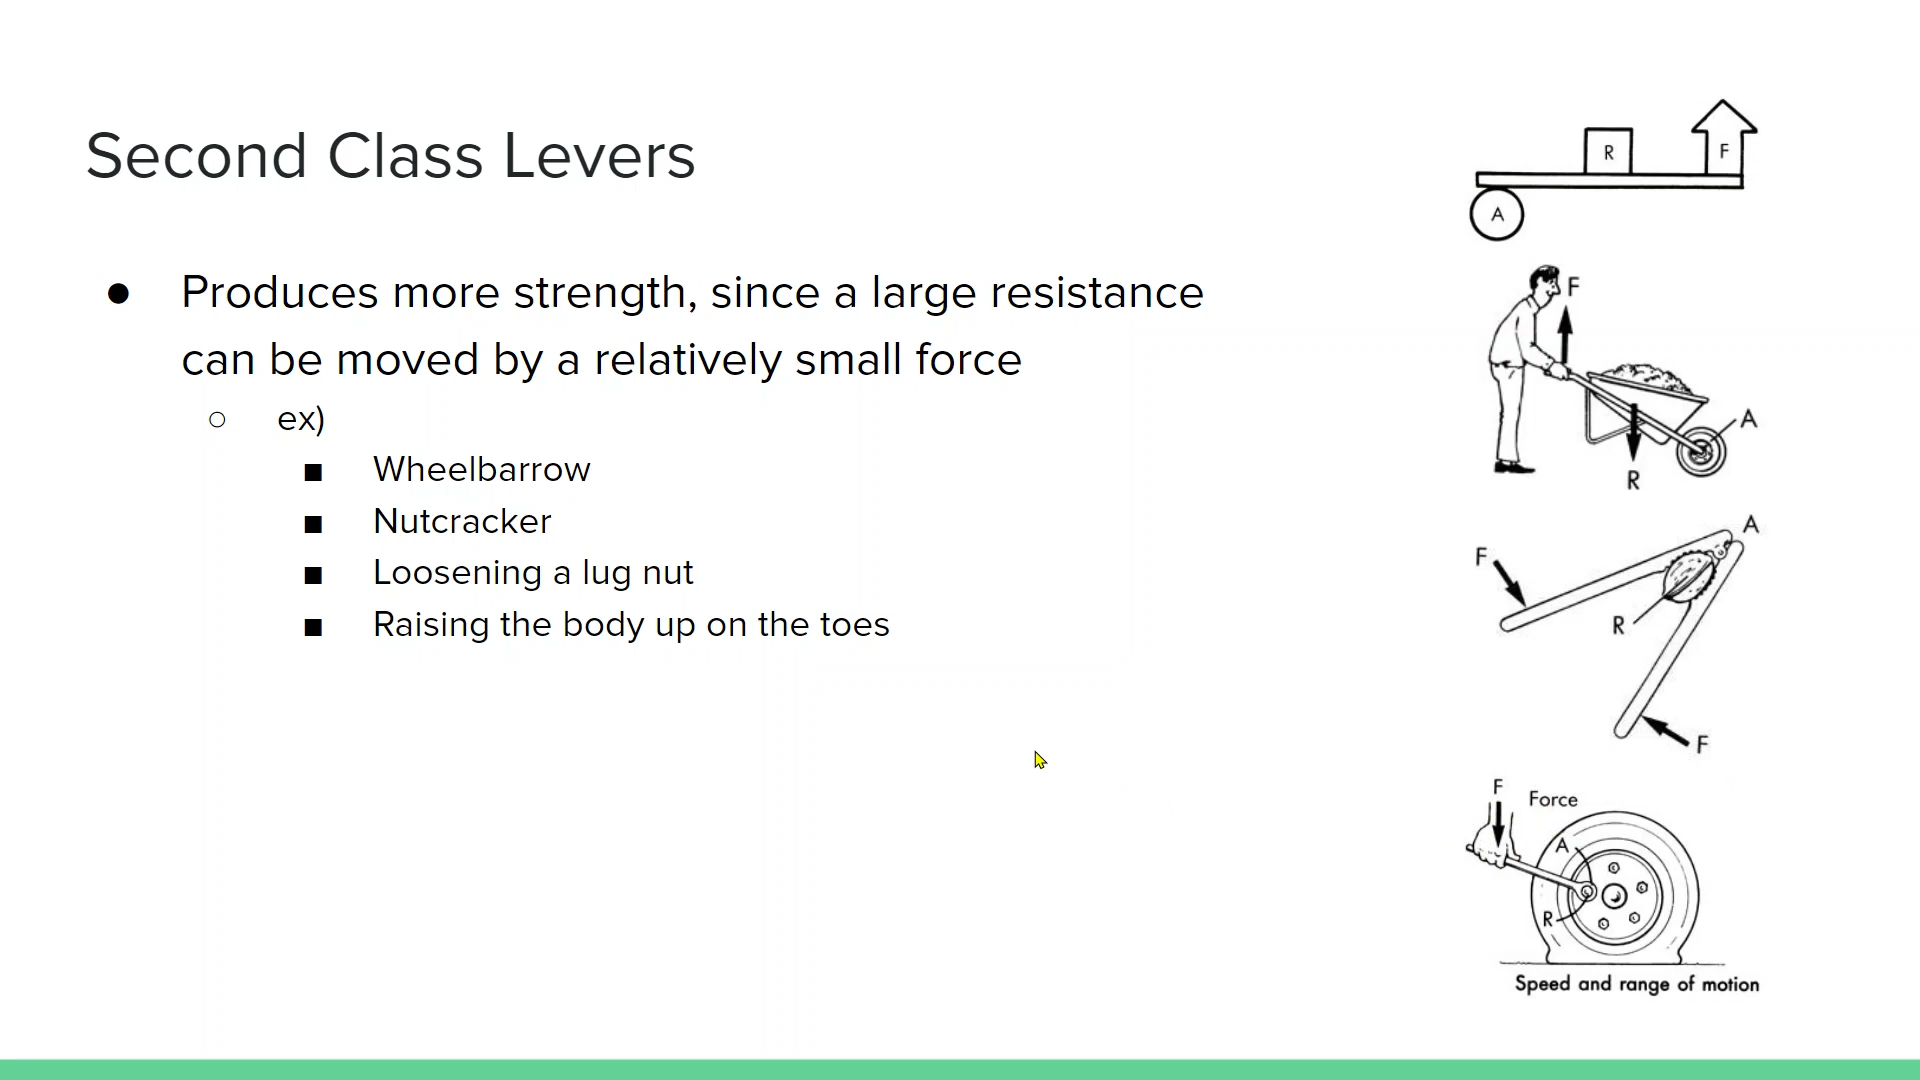 Second Class Levers
● Produces more strength, since a large resistance
can be moved by a relatively small force
○ ex)
■ Wheelbarrow
■ Nutcracker
■ Loosening a lug nut
■ Raising the body up on the toes
R
F
A
F
A
R
A
F
R
F
F
Force
A
R
Speed and range of motion